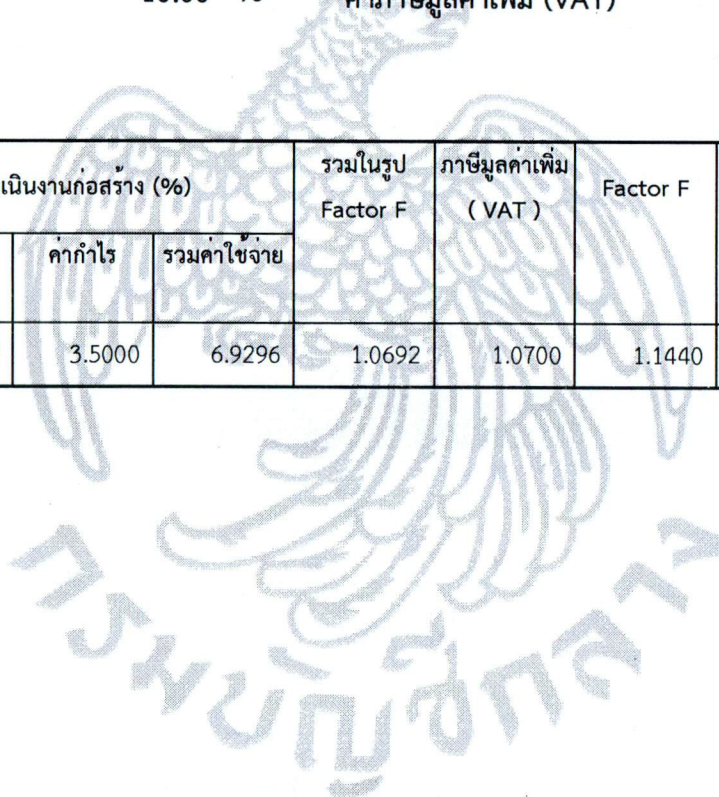 % ค่าภาษีมูลค่าเพิ่ม (VAT)
เนินงานก่อสร้าง (%)
รวมในรูป
Factor F
ภาษีมูลค่าเพิ่ม
( VAT )
Factor F
ค่ากำไร
รวมค่าใช้จ่าย
3.5000 6.9296 1.0692 1.0700 1.1440
กรมบัญชีกลาง